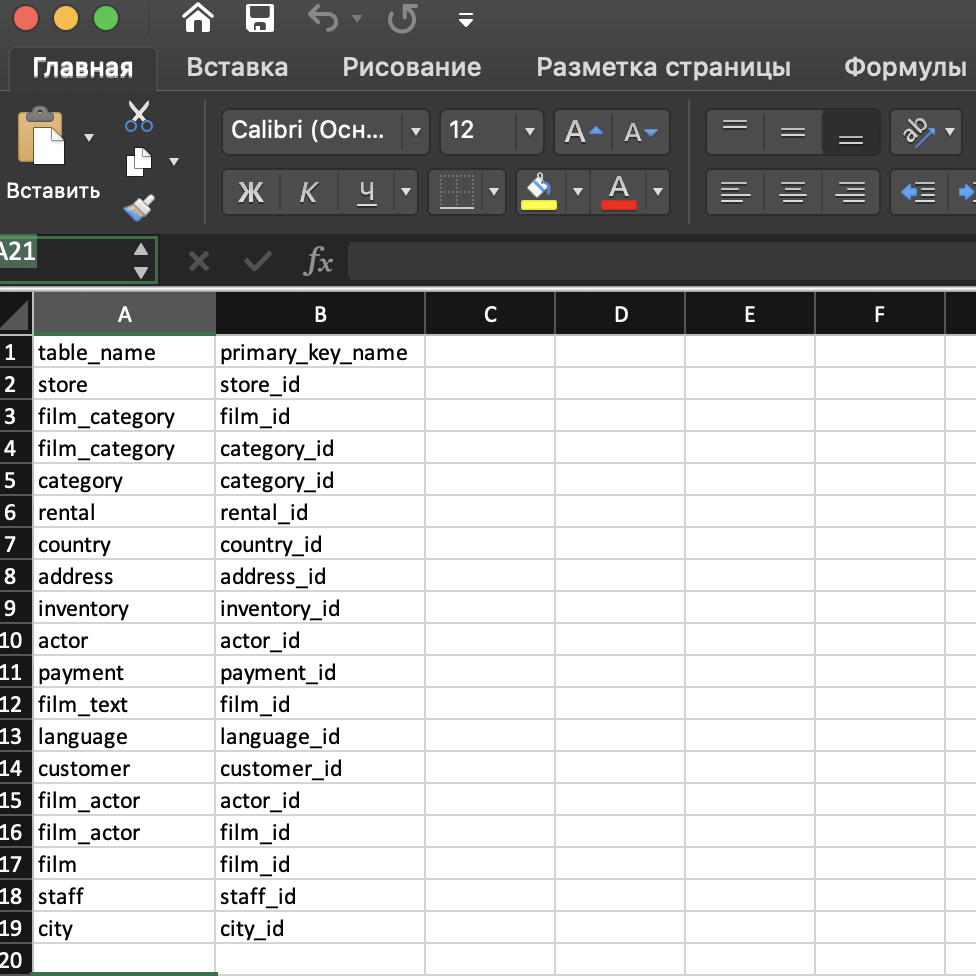 Главная Вставка Рисование Разметка страницы Формулы
Calibri (Осн... 12 A A ab
Вставить Ж К Ч A
A21 fx
A B C D E F
1 table_name primary_key_name
2 store store_id
3 film_category film_id
4 film_category category_id
5 category category_id
6 rental rental_id
7 country country_id
8 address address_id
9 inventory inventory_id
10 actor actor_id
11 payment payment_id
12 film_text film_id
13 language language_id
14 customer customer_id
15 film_actor actor_id
16 film_actor film_id
17 film film_id
18 staff staff_id
19 city city_id
20